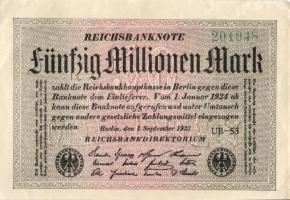 REICHSBANKNOTE
201948
Fünfzig Millionen Mark
zahlt die Reichsbankhauptkasse in Berlin gegen diese
Banknote dem Einlieferer. Vom 1. Januar 1924 ab
kann diese Banknote aufgerufen und unter Umtausch
gegen andere gesetzliche Zahlungsmittel eingezogen
werden
Berlin, den 1. September 1923
UB-53
REICHSBANKDIREKTORIUM